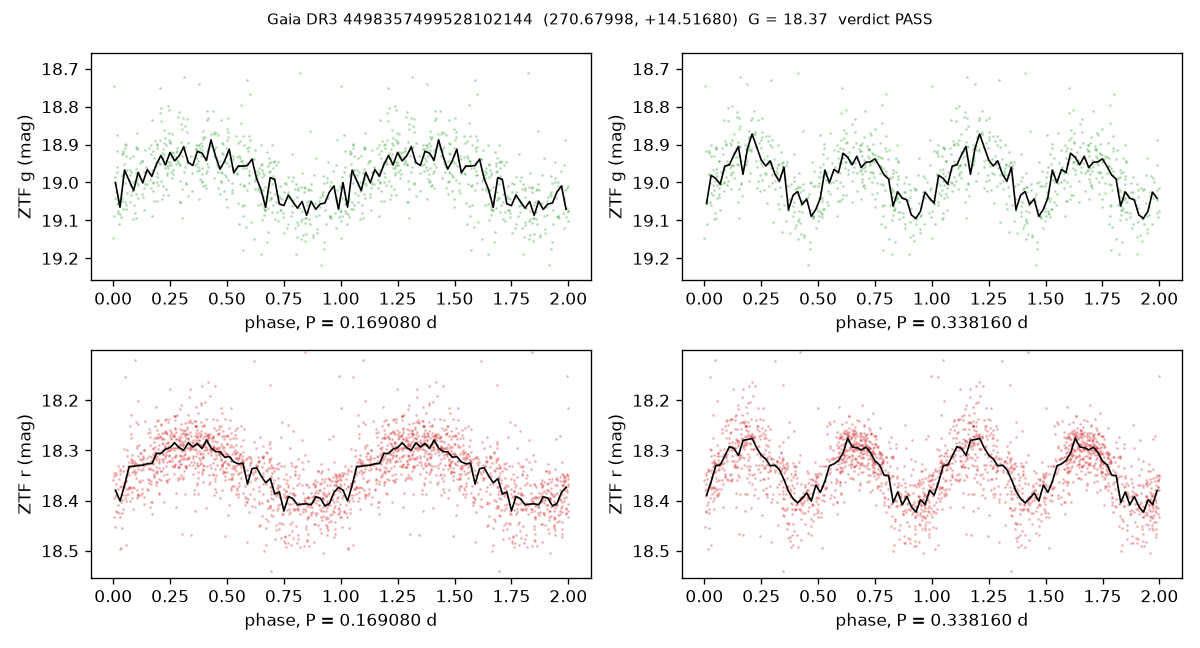 Gaia DR3 4498357499528102144 (270.67998, +14.51680) G = 18.37 verdict PASS
ZTF g (mag)
18.7
18.8
18.9
19.0
19.1
19.2
0.00 0.25 0.50 0.75 1.00 1.25 1.50 1.75 2.00
phase, P = 0.169080 d
ZTF g (mag)
18.7
18.8
18.9
19.0
19.1
19.2
0.00 0.25 0.50 0.75 1.00 1.25 1.50 1.75 2.00
phase, P = 0.338160 d
ZTF r (mag)
18.2
18.3
18.4
18.5
0.00 0.25 0.50 0.75 1.00 1.25 1.50 1.75 2.00
phase, P = 0.169080 d
ZTF r (mag)
18.2
18.3
18.4
18.5
0.00 0.25 0.50 0.75 1.00 1.25 1.50 1.75 2.00
phase, P = 0.338160 d